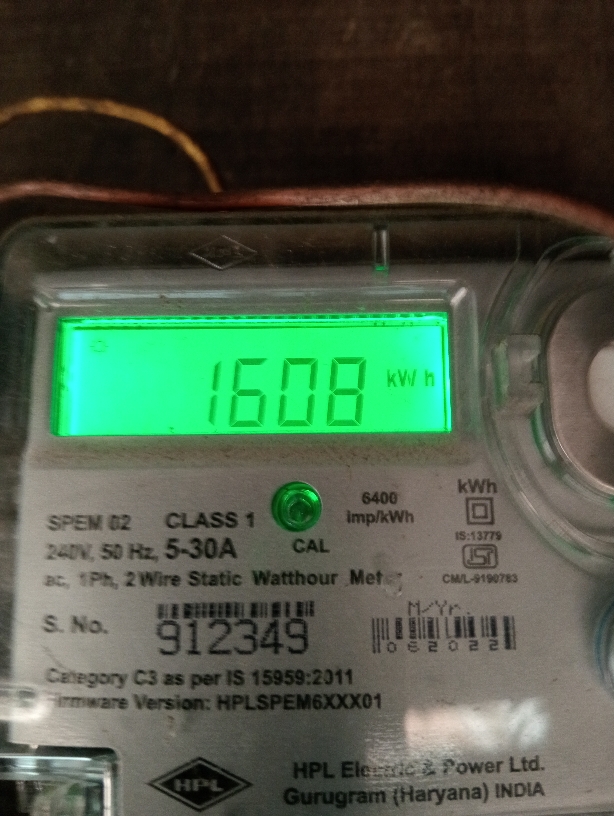 1608 kW h
SPEM 02 CLASS 1
6400
imp/kWh
kWh
240V, 50 Hz, 5-30A
CAL
IS:13779
ISI
ac, 1Ph, 2 Wire Static Watthour Meter
CM/L-9190783
M/Yr.
S. No. 912349
062022
Category C3 as per IS 15959:2011
Firmware Version: HPLSPEM6XXX01
HPL
HPL Electric & Power Ltd.
Gurugram (Haryana) INDIA